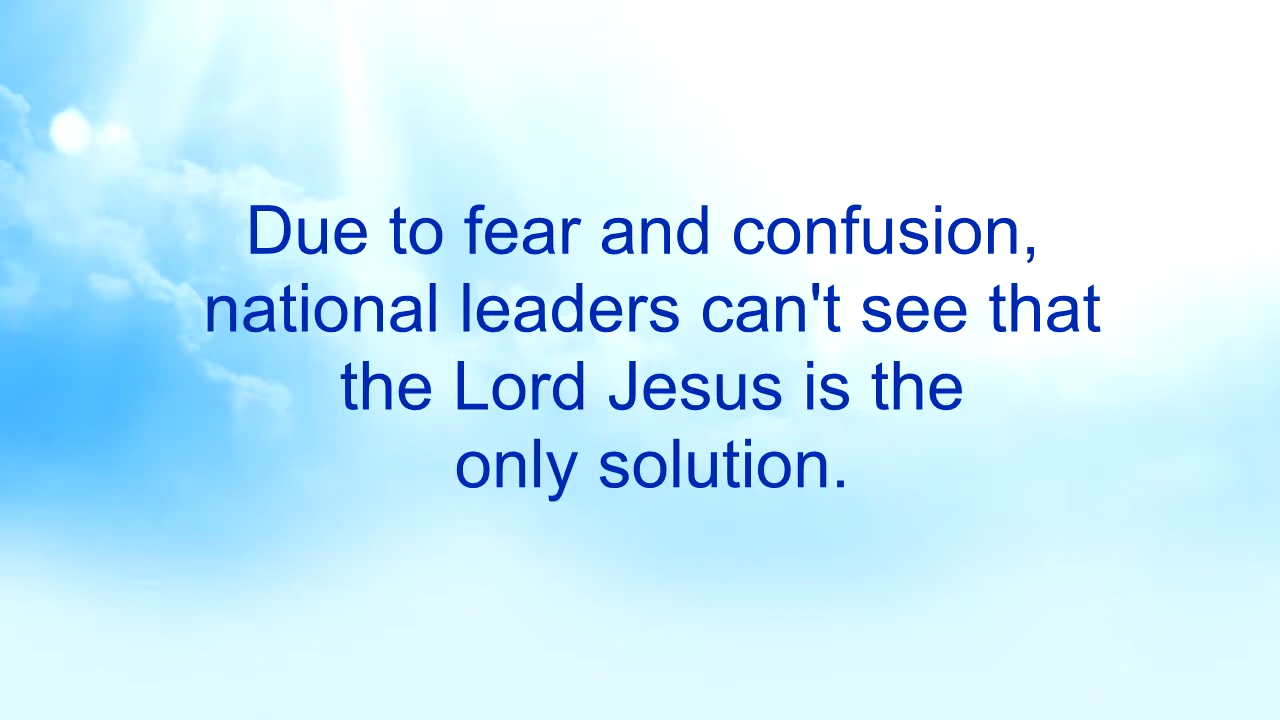 Due to fear and confusion,
national leaders can't see that
the Lord Jesus is the
only solution.